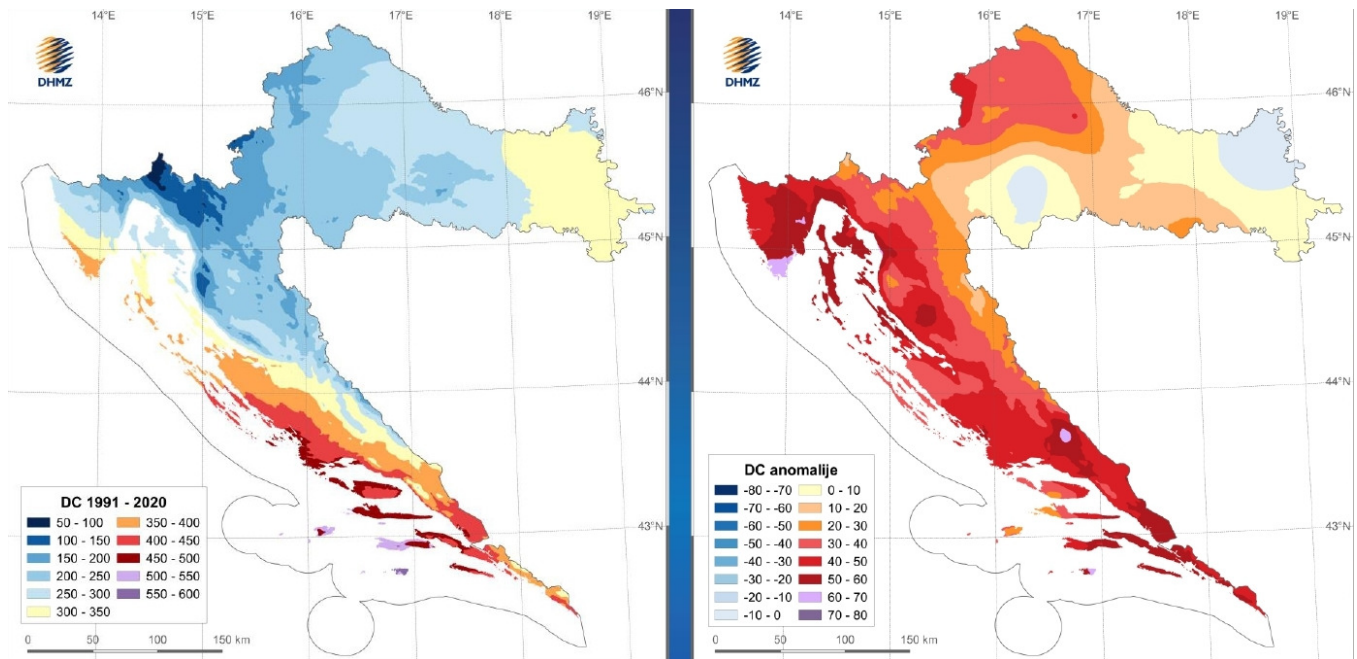 14°E 15°E 16°E 17°E 18°E 19°E
DHMZ
46°N
45°N
44°N
43°N
DC 1991 - 2020
50 - 100 350 - 400
100 - 150 400 - 450
150 - 200 450 - 500
200 - 250 500 - 550
250 - 300 550 - 600
300 - 350
0 50 100 150 km
14°E 15°E 16°E 17°E 18°E 19°E
DHMZ
46°N
45°N
44°N
43°N
DC anomalije
-80 - -70 0 - 10
-70 - -60 10 - 20
-60 - -50 20 - 30
-50 - -40 30 - 40
-40 - -30 40 - 50
-30 - -20 50 - 60
-20 - -10 60 - 70
-10 - 0 70 - 80
0 50 100 150 km